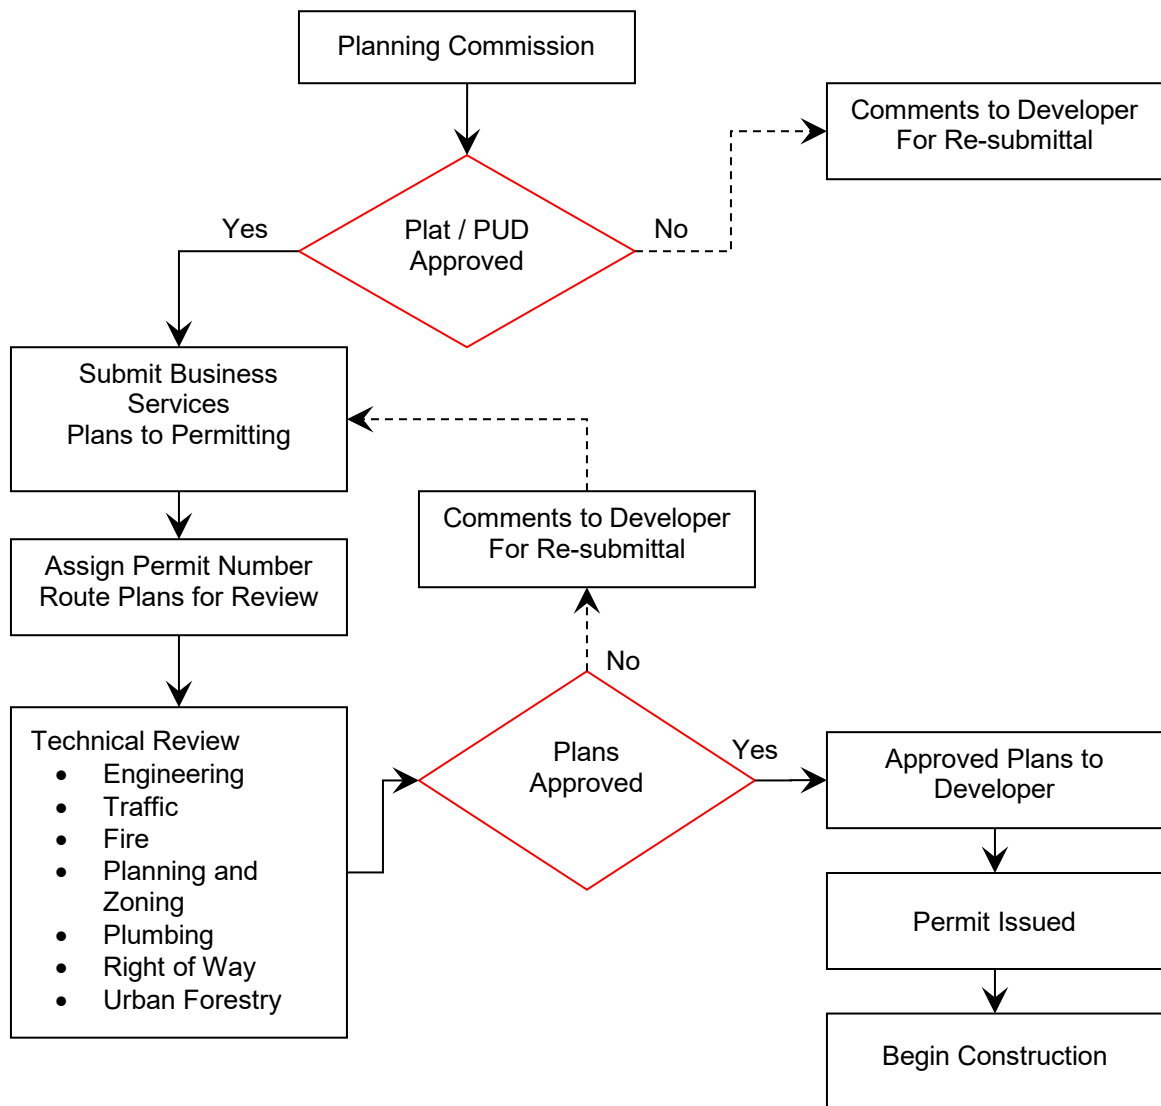 Planning Commission
Comments to Developer
For Re-submittal
Yes
Plat / PUD
Approved
No
Submit Business
Services
Plans to Permitting
Comments to Developer
For Re-submittal
Assign Permit Number
Route Plans for Review
No
Technical Review
• Engineering
• Traffic
• Fire
• Planning and
Zoning
• Plumbing
• Right of Way
• Urban Forestry
Plans
Approved
Yes
Approved Plans to
Developer
Permit Issued
Begin Construction